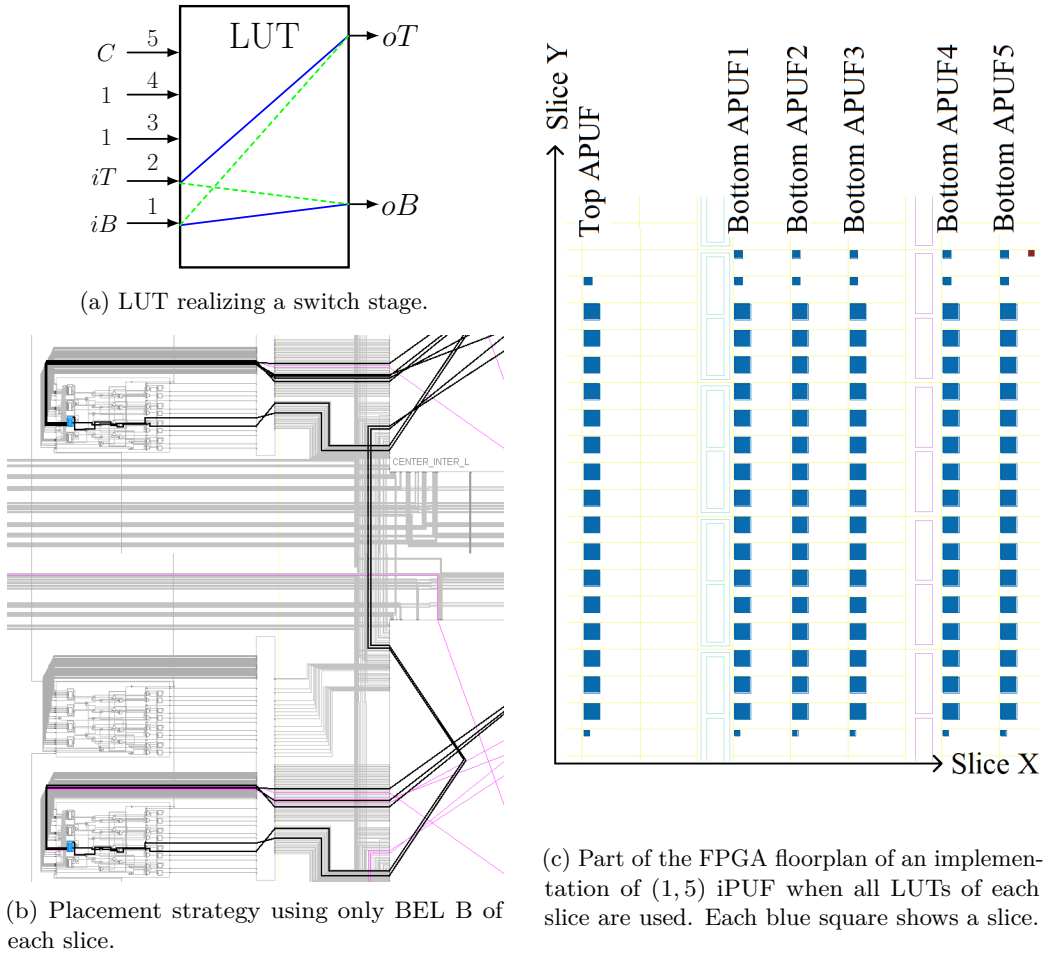 LUT
C 5
1 4
1 3
iT 2
iB 1
oT
oB
(a) LUT realizing a switch stage.
CENTER_INTER_L
(b) Placement strategy using only BEL B of
each slice.
Slice Y
Top APUF
Bottom APUF1
Bottom APUF2
Bottom APUF3
Bottom APUF4
Bottom APUF5
Slice X
(c) Part of the FPGA floorplan of an implemen-
tation of (1, 5) iPUF when all LUTs of each
slice are used. Each blue square shows a slice.